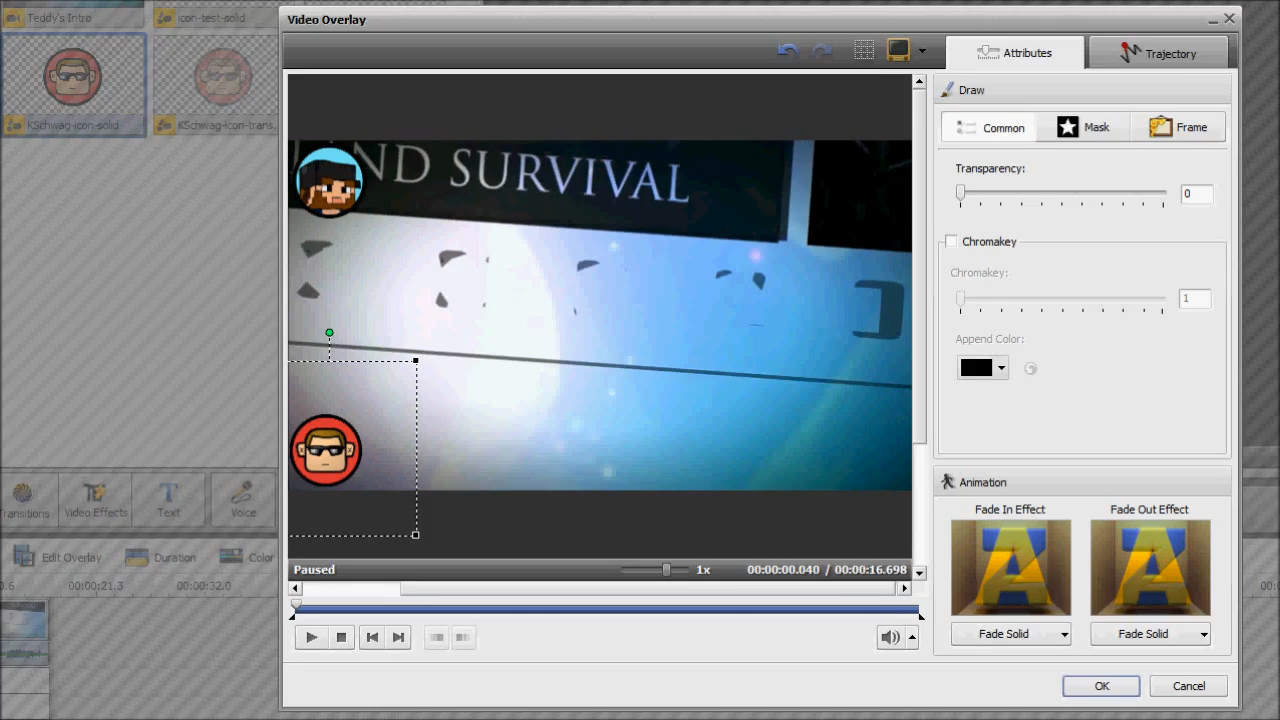 Teddy's Intro
icon-test-solid
KSchwag-icon-solid
KSchwag-icon-trans.
Transitions
Video Effects
Text
Voice
Edit Overlay
Duration
Color
0.6
00:00:21.3
00:00:32.0
Video Overlay
Attributes
Trajectory
Draw
Common
Mask
Frame
Transparency:
0
Chromakey
Chromakey:
1
Append Color:
ND SURVIVAL
Animation
Fade In Effect
Fade Out Effect
Fade Solid
Fade Solid
Paused
1x
00:00:00.040 / 00:00:16.698
OK
Cancel